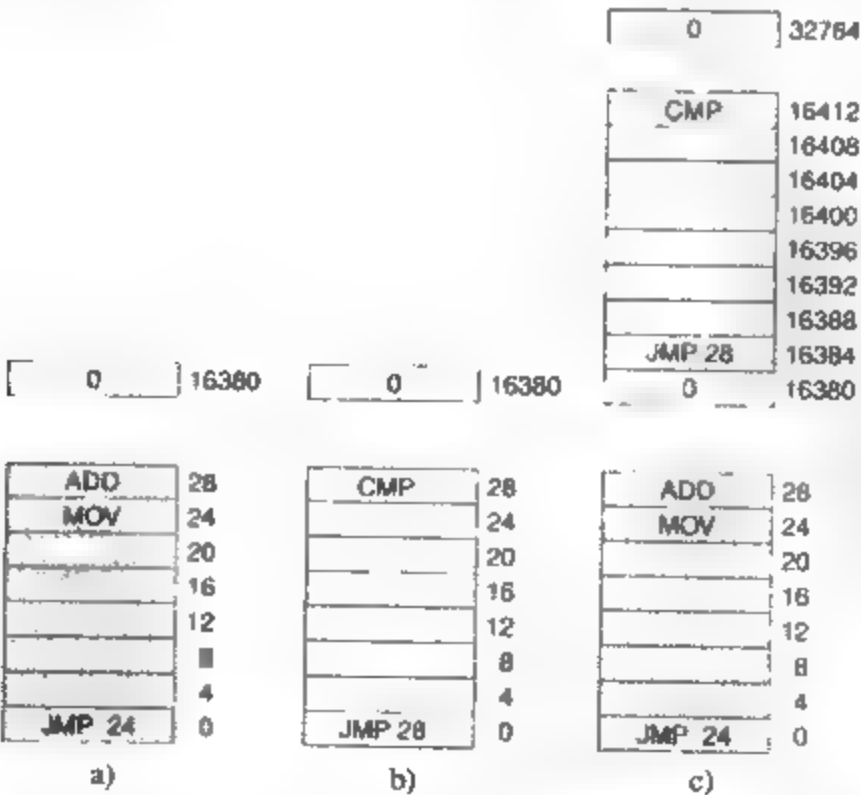 0 16380
ADD 28
MOV 24
20
16
12
4
JMP 24 0
a)
0 16380
CMP 28
24
20
16
12
8
4
JMP 28 0
b)
0 32764
CMP 16412
16408
16404
16400
16396
16392
16388
JMP 28 16384
0 16380
ADD 28
MOV 24
20
16
12
8
4
JMP 24 0
c)